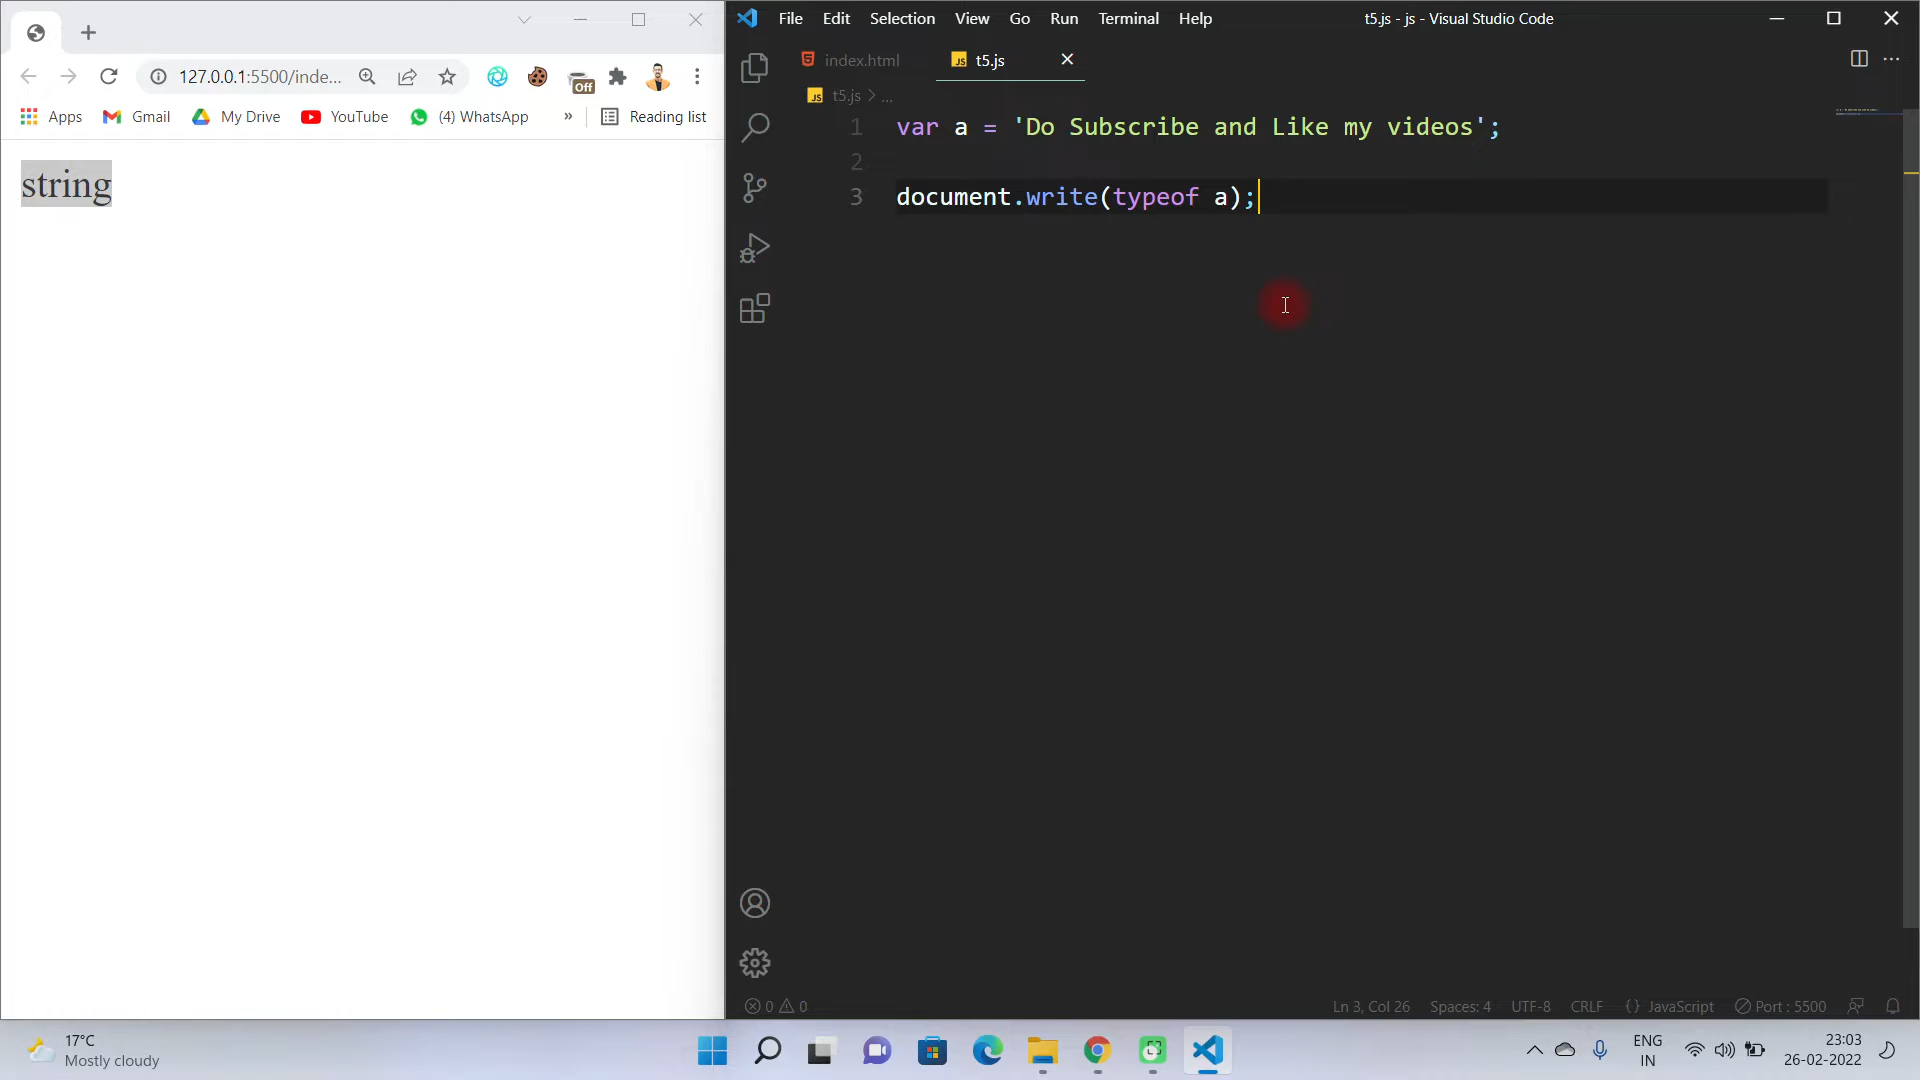 127.0.0.1:5500/inde...
Off
Apps
Gmail
My Drive
YouTube
(4) WhatsApp
»
Reading list
string
File Edit Selection View Go Run Terminal Help
t5.js - js - Visual Studio Code
index.html
JS t5.js
JS t5.js > ...
1 var a = 'Do Subscribe and Like my videos';
2
3 document.write(typeof a);
0 0
Ln 3, Col 26
Spaces: 4
UTF-8
CRLF
{ } JavaScript
Port : 5500
17°C
Mostly cloudy
ENG
IN
23:03
26-02-2022